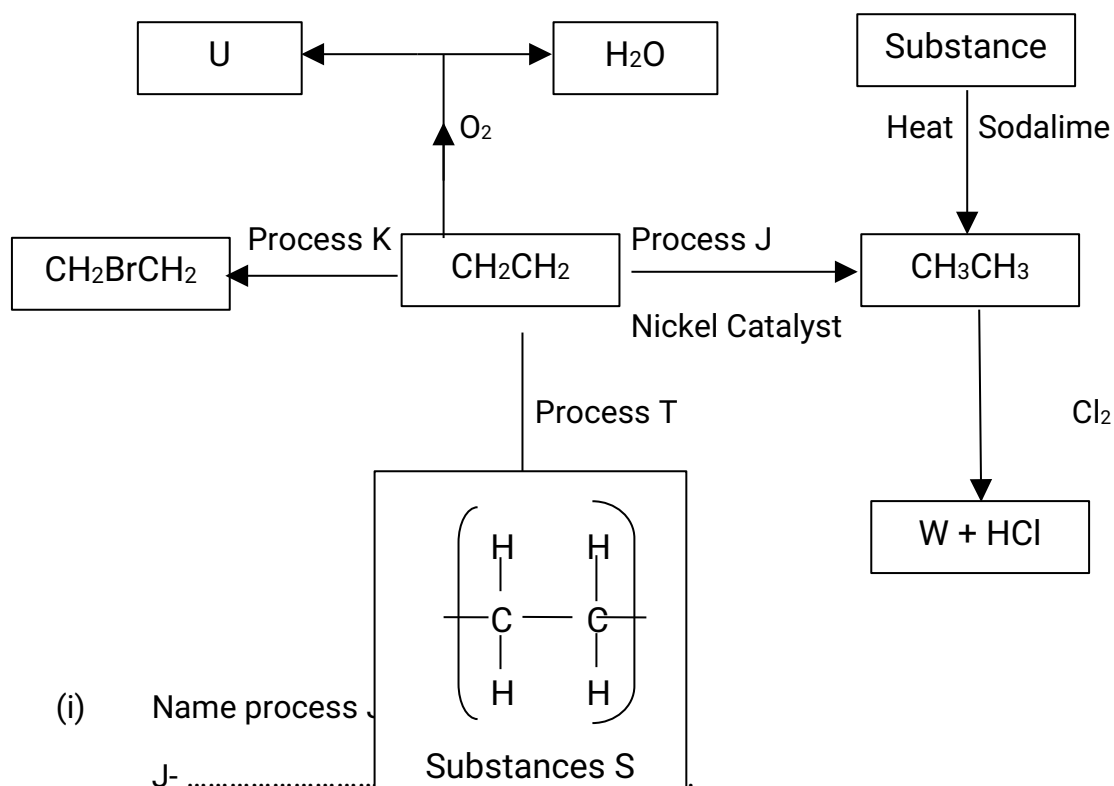 U
H₂O
Substance
O₂
Heat
Sodalime
Process K
CH₂BrCH₂
CH₂CH₂
Process J
Nickel Catalyst
CH₃CH₃
Process T
Cl₂
W + HCl
H H
C C
H H
(i) Name process
Substances S
J- ........................ .